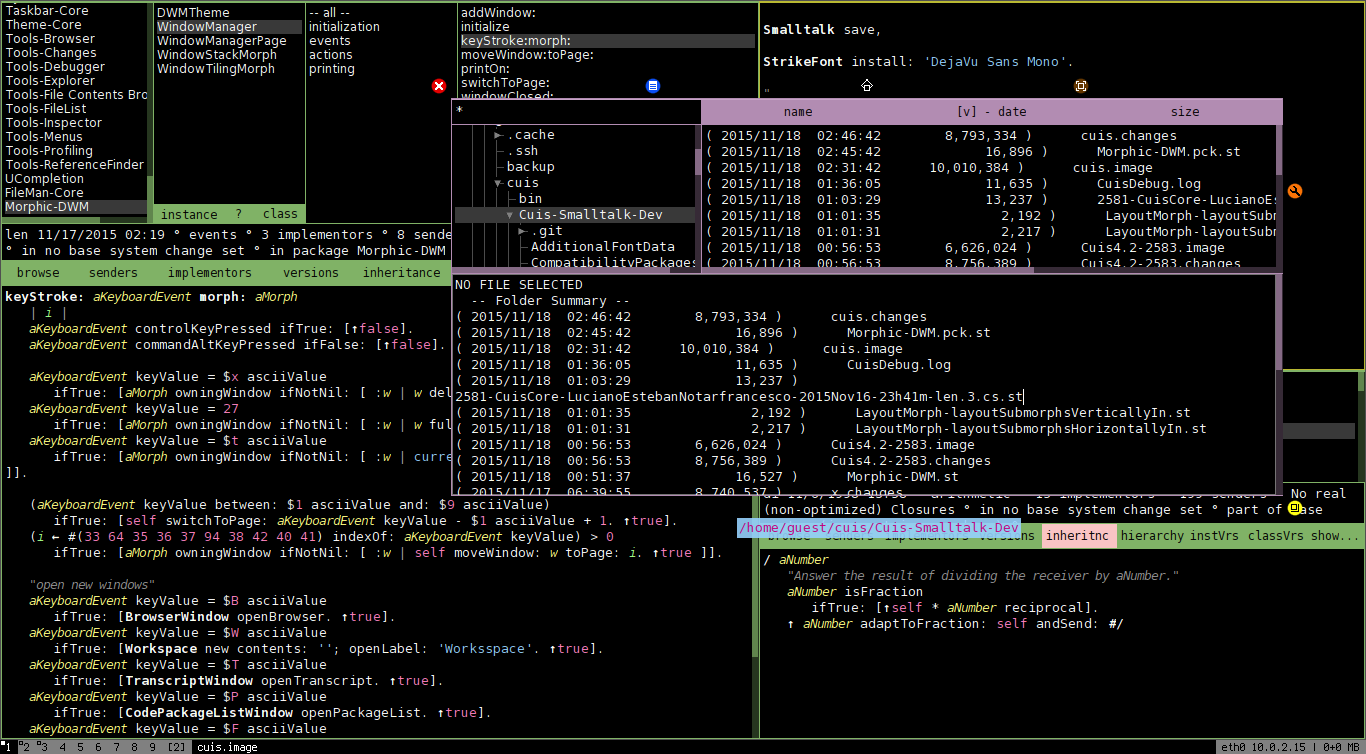 Taskbar-Core
Theme-Core
Tools-Browser
Tools-Changes
Tools-Debugger
Tools-Explorer
Tools-File Contents Bro
Tools-FileList
Tools-Inspector
Tools-Menus
Tools-Profiling
Tools-ReferenceFinder
UCompletion
FileMan-Core
Morphic-DWM
DWMTheme
WindowManager
WindowManagerPage
WindowStackMorph
WindowTilingMorph
instance ? class
-- all --
initialization
events
actions
printing
addWindow:
initialize
keyStroke:morph:
moveWindow:toPage:
printOn:
switchToPage:
windowClosed:
Smalltalk save,
StrikeFont install: 'DejaVu Sans Mono'.
"
len 11/17/2015 02:19 ° events ° 3 implementors ° 8 sende
° in no base system change set ° in package Morphic-DWM
browse senders implementors versions inheritance
keyStroke: aKeyboardEvent morph: aMorph
| i |
aKeyboardEvent controlKeyPressed ifTrue: [↑false].
aKeyboardEvent commandAltKeyPressed ifFalse: [↑false].
aKeyboardEvent keyValue = $x asciiValue
ifTrue: [aMorph owningWindow ifNotNil: [ :w | w del
aKeyboardEvent keyValue = 27
ifTrue: [aMorph owningWindow ifNotNil: [ :w | w ful
aKeyboardEvent keyValue = $t asciiValue
ifTrue: [aMorph owningWindow ifNotNil: [ :w | curre
]].
(aKeyboardEvent keyValue between: $1 asciiValue and: $9 asciiValue)
ifTrue: [self switchToPage: aKeyboardEvent keyValue - $1 asciiValue + 1. ↑true].
(i ← #(33 64 35 36 37 94 38 42 40 41) indexOf: aKeyboardEvent keyValue) > 0
ifTrue: [aMorph owningWindow ifNotNil: [ :w | self moveWindow: w toPage: i. ↑true ]].
"open new windows"
aKeyboardEvent keyValue = $B asciiValue
ifTrue: [BrowserWindow openBrowser. ↑true].
aKeyboardEvent keyValue = $W asciiValue
ifTrue: [Workspace new contents: ''; openLabel: 'Worksspace'. ↑true].
aKeyboardEvent keyValue = $T asciiValue
ifTrue: [TranscriptWindow openTranscript. ↑true].
aKeyboardEvent keyValue = $P asciiValue
ifTrue: [CodePackageListWindow openPackageList. ↑true].
aKeyboardEvent keyValue = $F asciiValue
*
.cache
.ssh
backup
cuis
bin
Cuis-Smalltalk-Dev
.git
AdditionalFontData
CompatibilityPackages
name [v] - date size
( 2015/11/18 02:46:42 8,793,334 ) cuis.changes
( 2015/11/18 02:45:42 16,896 ) Morphic-DWM.pck.st
( 2015/11/18 02:31:42 10,010,384 ) cuis.image
( 2015/11/18 01:36:05 11,635 ) CuisDebug.log
( 2015/11/18 01:03:29 13,237 ) 2581-CuisCore-LucianoEs
( 2015/11/18 01:01:35 2,192 ) LayoutMorph-layoutSubm
( 2015/11/18 01:01:31 2,217 ) LayoutMorph-layoutSubm
( 2015/11/18 00:56:53 6,626,024 ) Cuis4.2-2583.image
( 2015/11/18 00:56:53 8,756,389 ) Cuis4.2-2583.changes
NO FILE SELECTED
-- Folder Summary --
( 2015/11/18 02:46:42 8,793,334 ) cuis.changes
( 2015/11/18 02:45:42 16,896 ) Morphic-DWM.pck.st
( 2015/11/18 02:31:42 10,010,384 ) cuis.image
( 2015/11/18 01:36:05 11,635 ) CuisDebug.log
( 2015/11/18 01:03:29 13,237 )
2581-CuisCore-LucianoEstebanNotarfrancesco-2015Nov16-23h41m-len.3.cs.st
( 2015/11/18 01:01:35 2,192 ) LayoutMorph-layoutSubmorphsVerticallyIn.st
( 2015/11/18 01:01:31 2,217 ) LayoutMorph-layoutSubmorphsHorizontallyIn.st
( 2015/11/18 00:56:53 6,626,024 ) Cuis4.2-2583.image
( 2015/11/18 00:56:53 8,756,389 ) Cuis4.2-2583.changes
( 2015/11/18 00:51:37 16,527 ) Morphic-DWM.st
( 2015/11/17 06:39:55 8,740,537 ) x.changes
No real
(non-optimized) Closures ° in no base system change set ° part of base
/home/guest/cuis/Cuis-Smalltalk-Dev
browse senders implementors versions inheritnc hierarchy instVrs classVrs show...
/ aNumber
"Answer the result of dividing the receiver by aNumber."
aNumber isFraction
ifTrue: [↑self * aNumber reciprocal].
↑ aNumber adaptToFraction: self andSend: #/
1 2 3 4 5 6 7 8 9 [2] cuis.image
eth0 10.0.2.15 | 0+0 MB